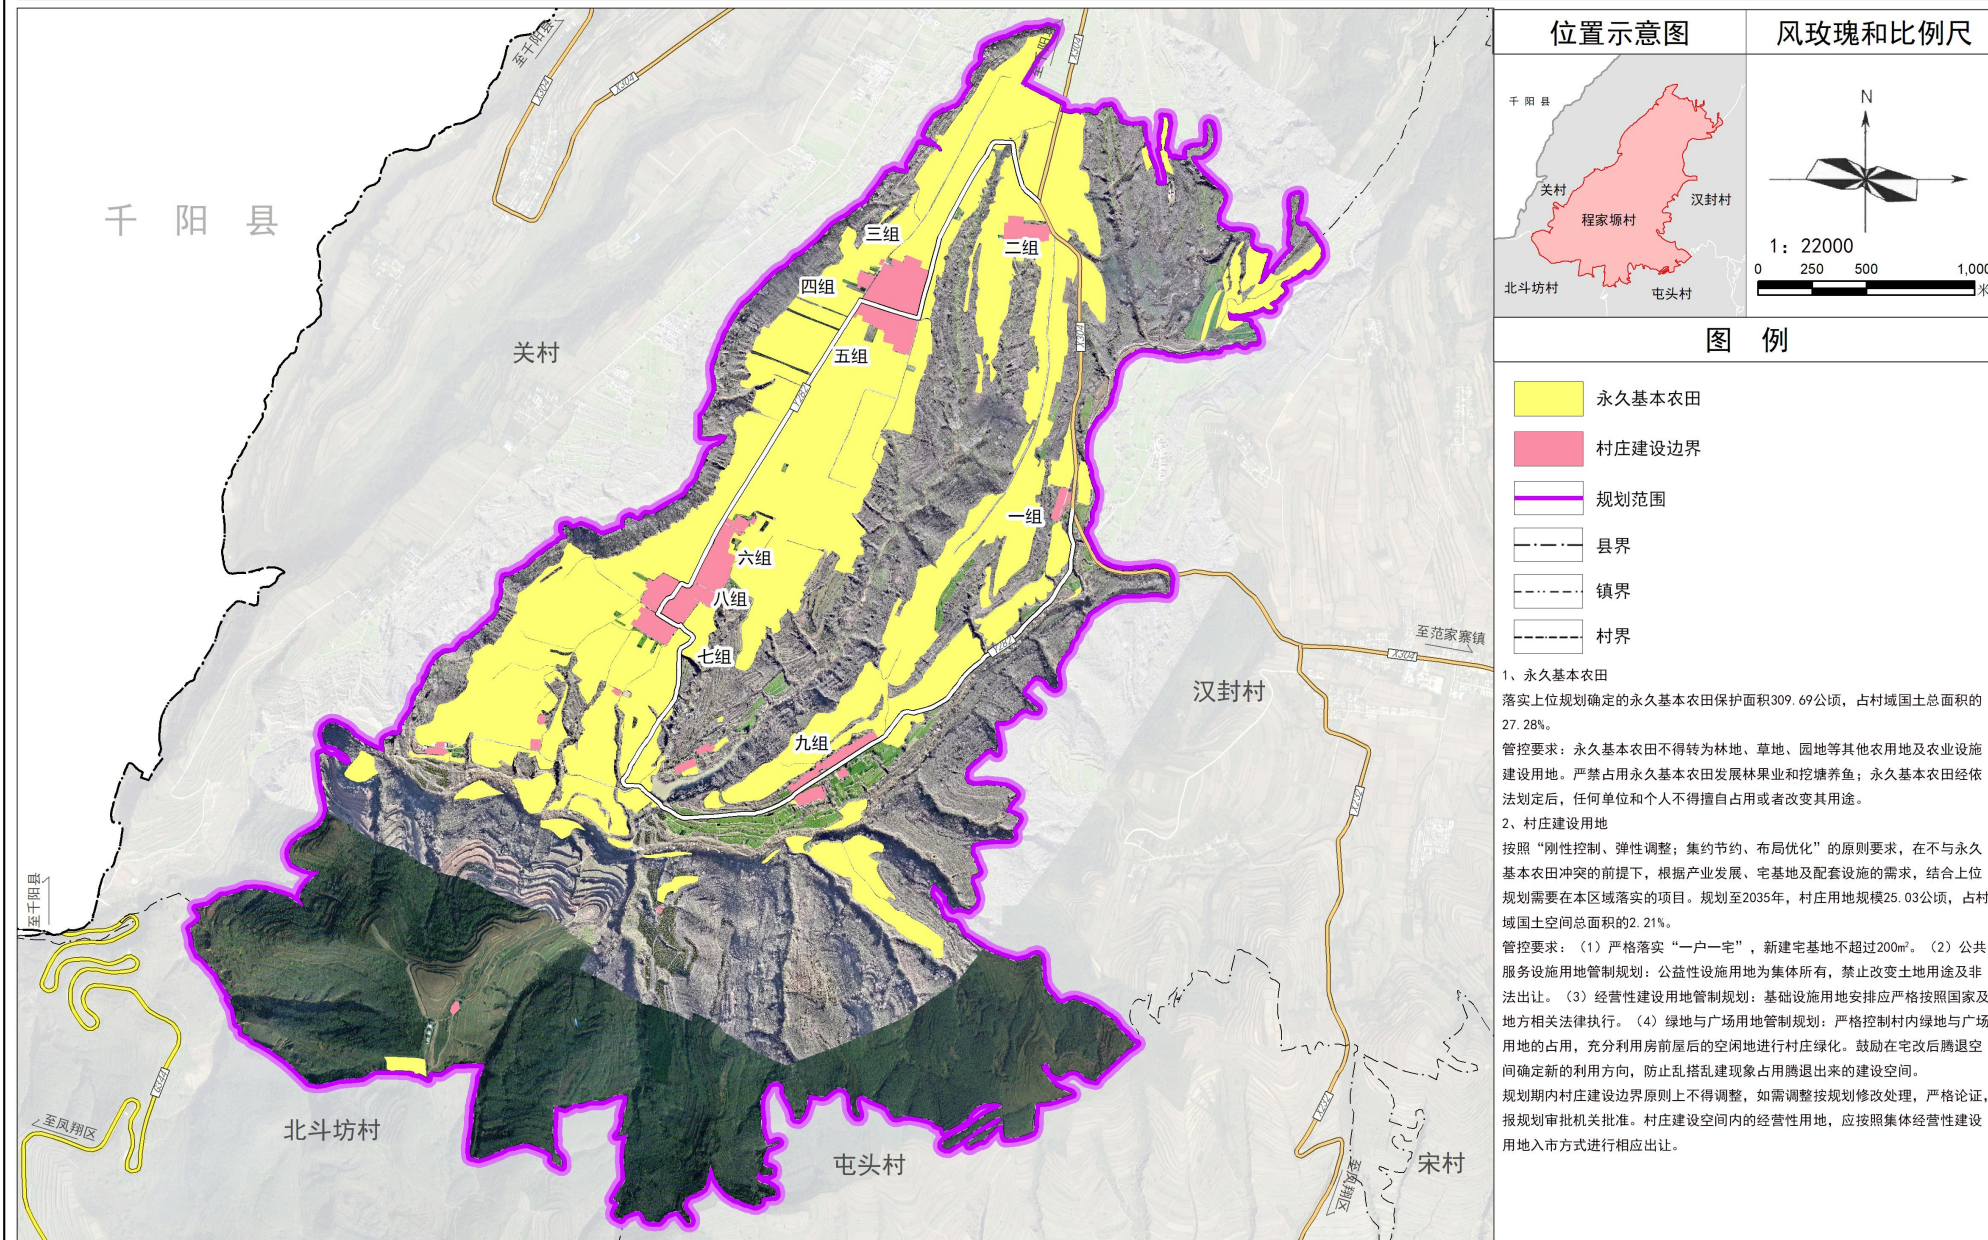 至千阳县
X304
X304
X304
千阳县
关村
三组
二组
四组
五组
X304
Y782
一组
六组
八组
七组
九组
汉封村
至范家寨镇
X304
X232
至千阳县
至凤翔区
北斗坊村
屯头村
X232
至凤翔区
宋村
位置示意图
千阳县
关村
汉封村
程家塬村
北斗坊村
屯头村
风玫瑰和比例尺
N
1：22000
0 250 500 1,000
米
图 例
永久基本农田
村庄建设边界
规划范围
县界
镇界
村界
1、永久基本农田
落实上位规划确定的永久基本农田保护面积309.69公顷，占村域国土总面积的
27.28%。
管控要求：永久基本农田不得转为林地、草地、园地等其他农用地及农业设施
建设用地。严禁占用永久基本农田发展林果业和挖塘养鱼；永久基本农田经依
法划定后，任何单位和个人不得擅自占用或者改变其用途。
2、村庄建设用地
按照“刚性控制、弹性调整；集约节约、布局优化”的原则要求，在不与永久
基本农田冲突的前提下，根据产业发展、宅基地及配套设施的需求，结合上位
规划需要在本区域落实的项目。规划至2035年，村庄用地规模25.03公顷，占村
域国土空间总面积的2.21%。
管控要求：（1）严格落实“一户一宅”，新建宅基地不超过200㎡。（2）公共
服务设施用地管制规划：公益性设施用地为集体所有，禁止改变土地用途及非
法出让。（3）经营性建设用地管制规划：基础设施用地安排应严格按照国家及
地方相关法律执行。（4）绿地与广场用地管制规划：严格控制村内绿地与广场
用地的占用，充分利用房前屋后的空闲地进行村庄绿化。鼓励在宅改后腾退空
间确定新的利用方向，防止乱搭乱建现象占用腾退出来的建设空间。
规划期内村庄建设边界原则上不得调整，如需调整按规划修改处理，严格论证，
报规划审批机关批准。村庄建设空间内的经营性用地，应按照集体经营性建设
用地入市方式进行相应出让。